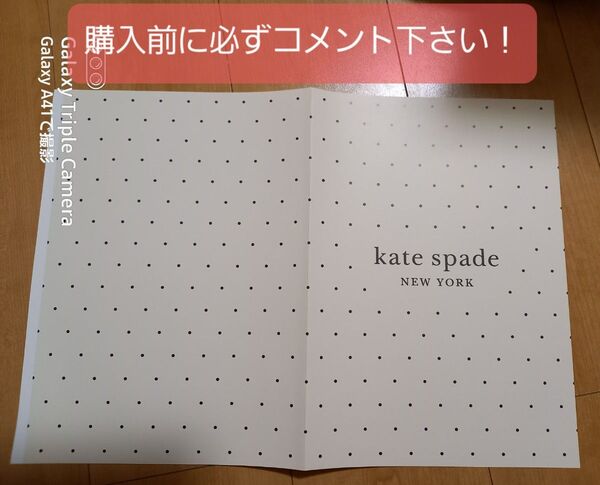 購入前に必ずコメント下さい！
Galaxy Triple Camera
Galaxy A41で撮影
kate spade
NEW YORK